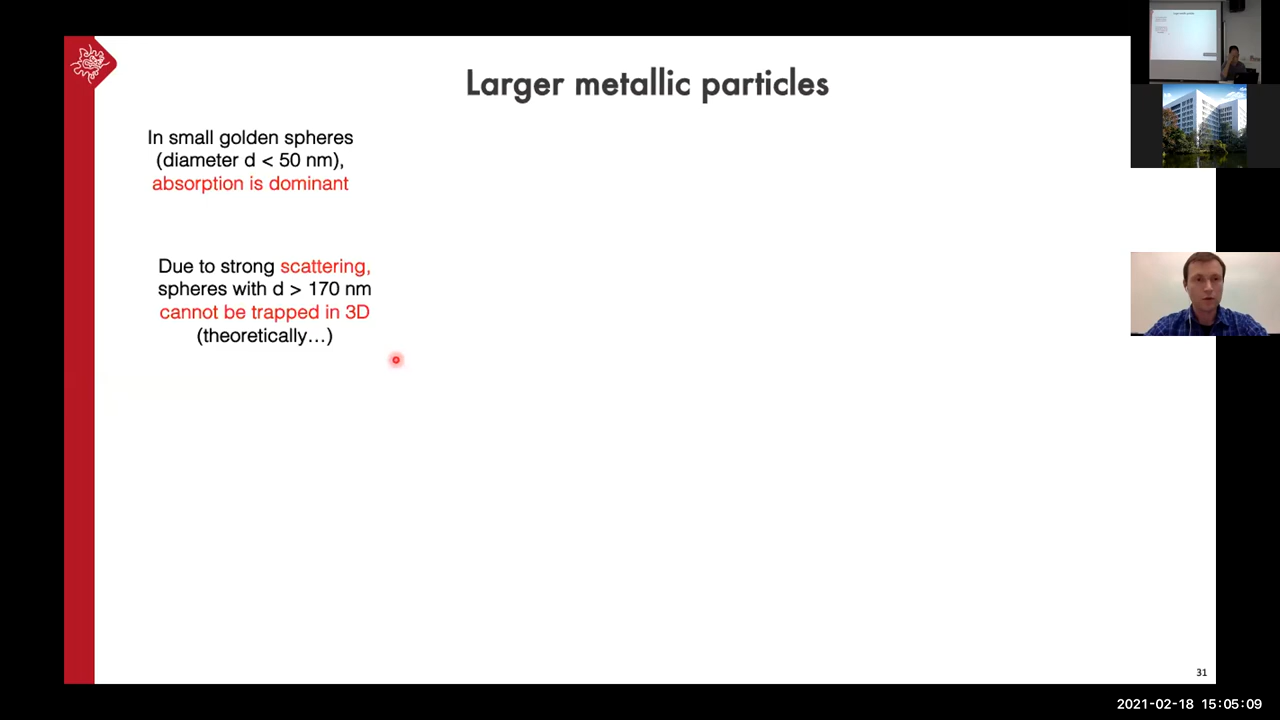 Larger metallic particles
In small golden spheres
(diameter d < 50 nm),
absorption is dominant
Due to strong scattering,
spheres with d > 170 nm
cannot be trapped in 3D
(theoretically...)
31
2021-02-18 15:05:09